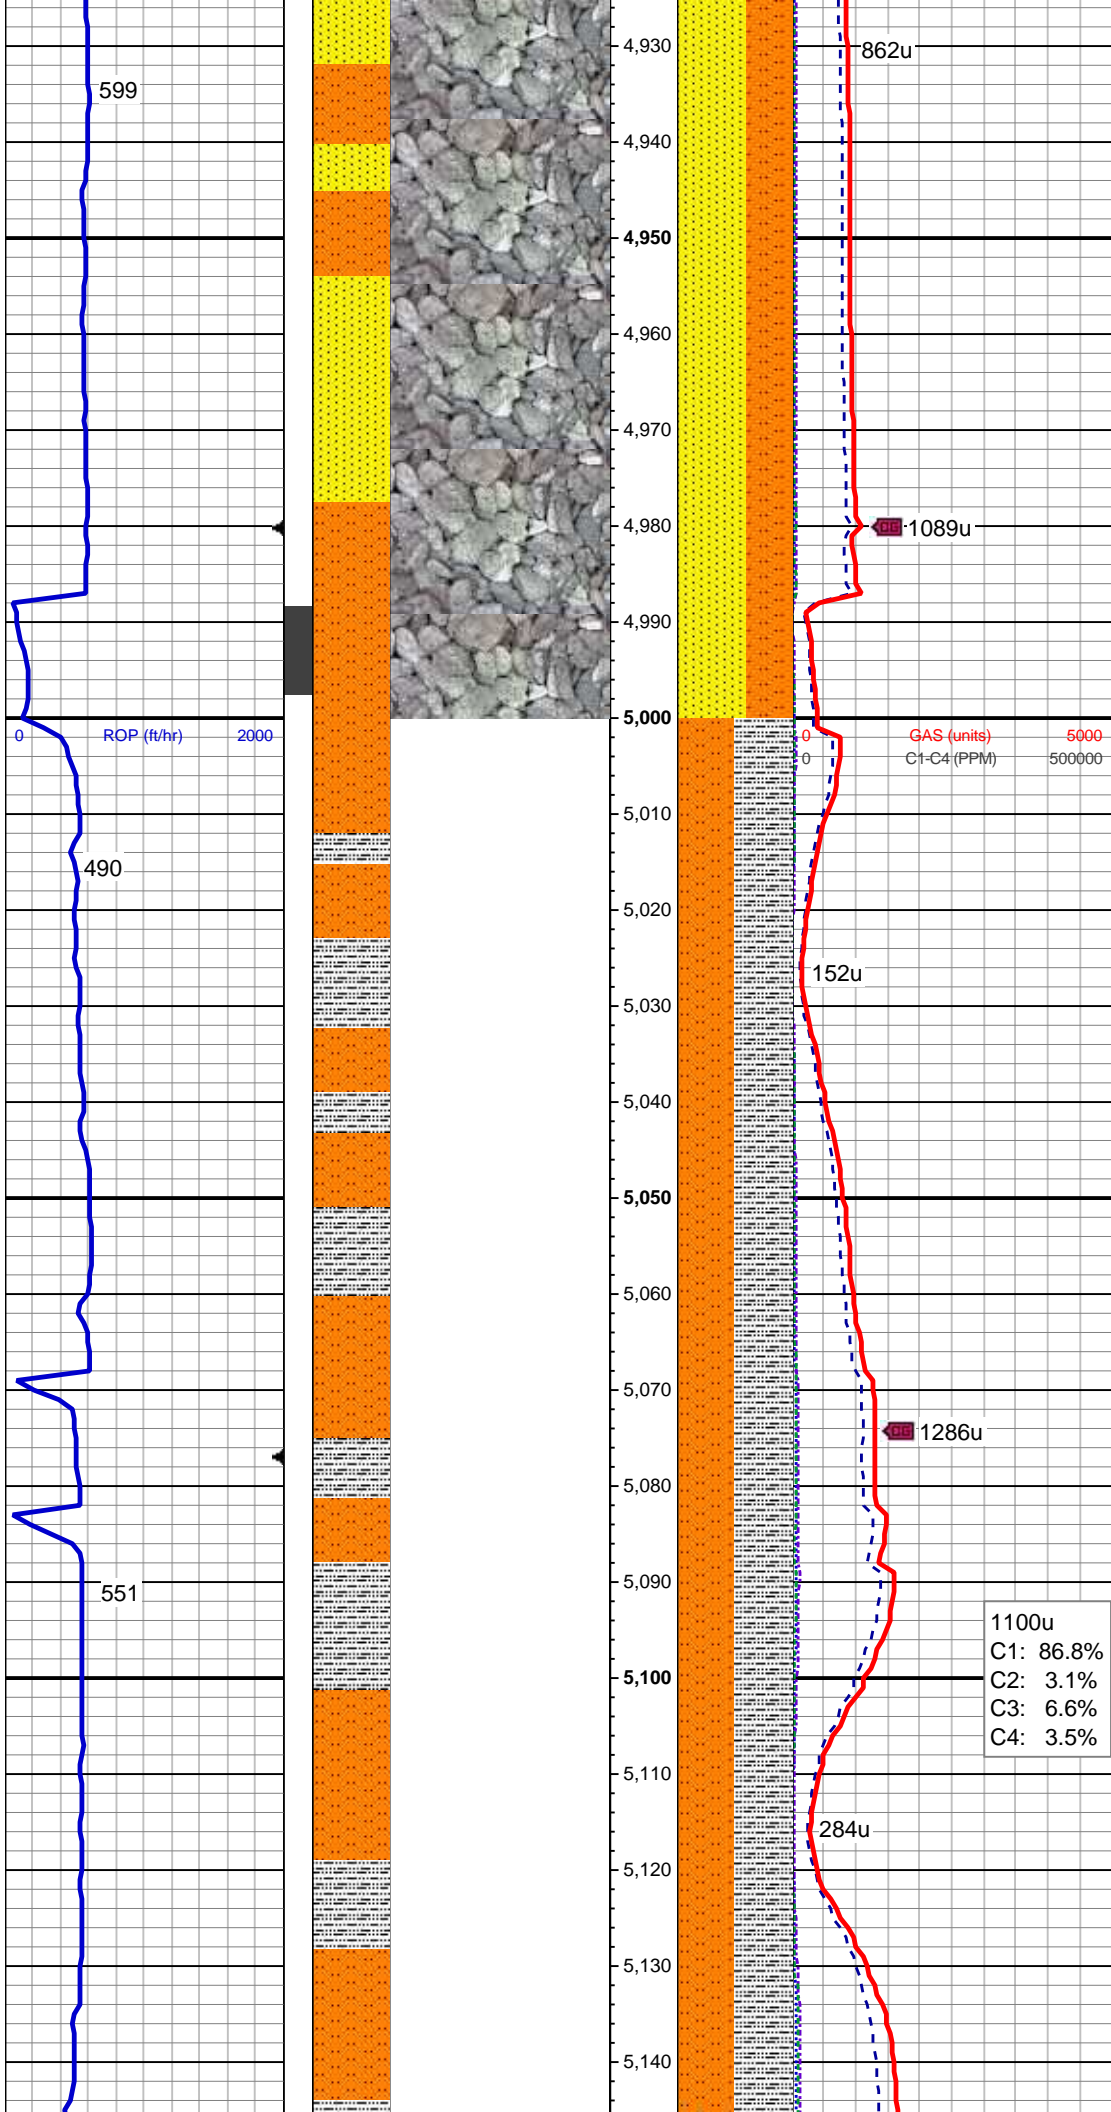 4,930
862u
599
4,940
4,950
4,960
4,970
4,980
CG 1089u
4,990
5,000
0 ROP (ft/hr) 2000
0 GAS (units) 5000
0 C1-C4 (PPM) 500000
5,010
490
5,020
152u
5,030
5,040
5,050
5,060
5,070
CG 1286u
5,080
5,090
551
1100u
C1: 86.8%
C2: 3.1%
C3: 6.6%
C4: 3.5%
5,100
5,110
284u
5,120
5,130
5,140